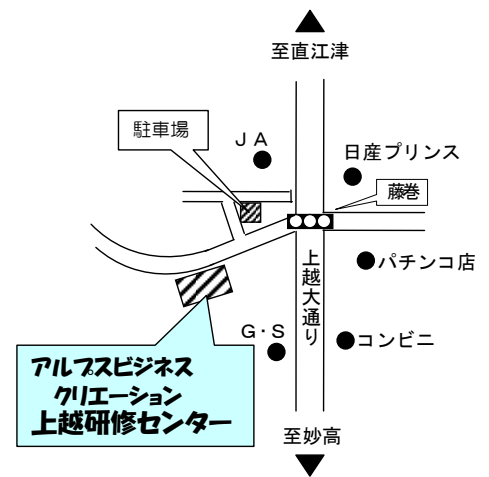 至直江津
駐車場
JA
日産プリンス
藤巻
上越大通り
パチンコ店
G・S
コンビニ
アルプスビジネス
クリエーション
上越研修センター
至妙高